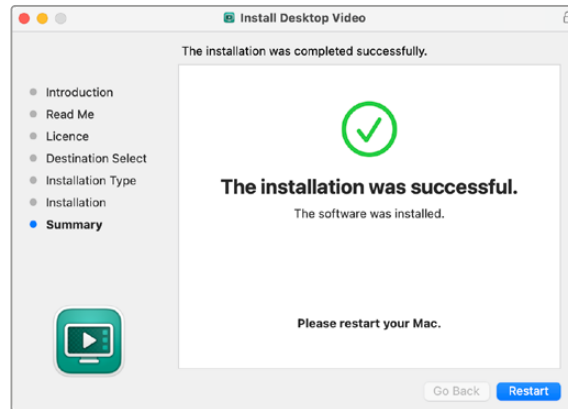 Install Desktop Video
The installation was completed successfully.
Introduction
Read Me
Licence
Destination Select
Installation Type
Installation
Summary
The installation was successful.
The software was installed.
Please restart your Mac.
Go Back
Restart